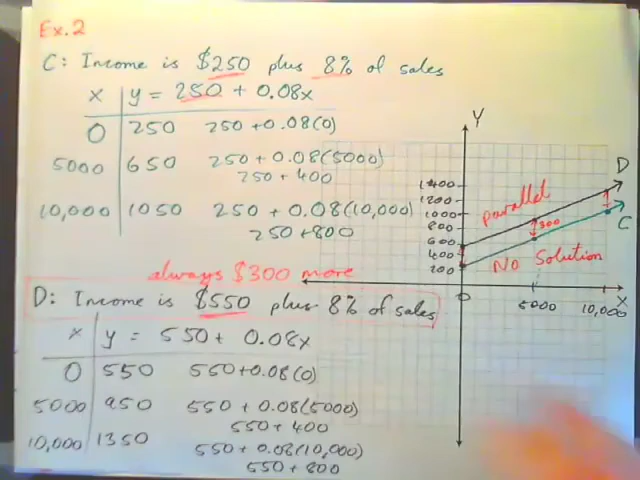 Ex.2
C: Income is $250 plus 8% of sales
x y = 250 + 0.08x
0 250 250+0.08(0)
5000 650 250 + 0.08(5000)
250 + 400
10,000 1050 250 + 0.08(10,000)
250 +800
always $300 more
D: Income is $550 plus 8% of sales
x y = 550 + 0.08x
0 550 550+0.08(0)
5000 950 550 + 0.08(5000)
550 + 400
10,000 1350 550 + 0.08(10,000)
550 + 800
Y
D
1400
1200
1000
800
600
400
200
parallel
300
C
No Solution
0
5000
10,000
X